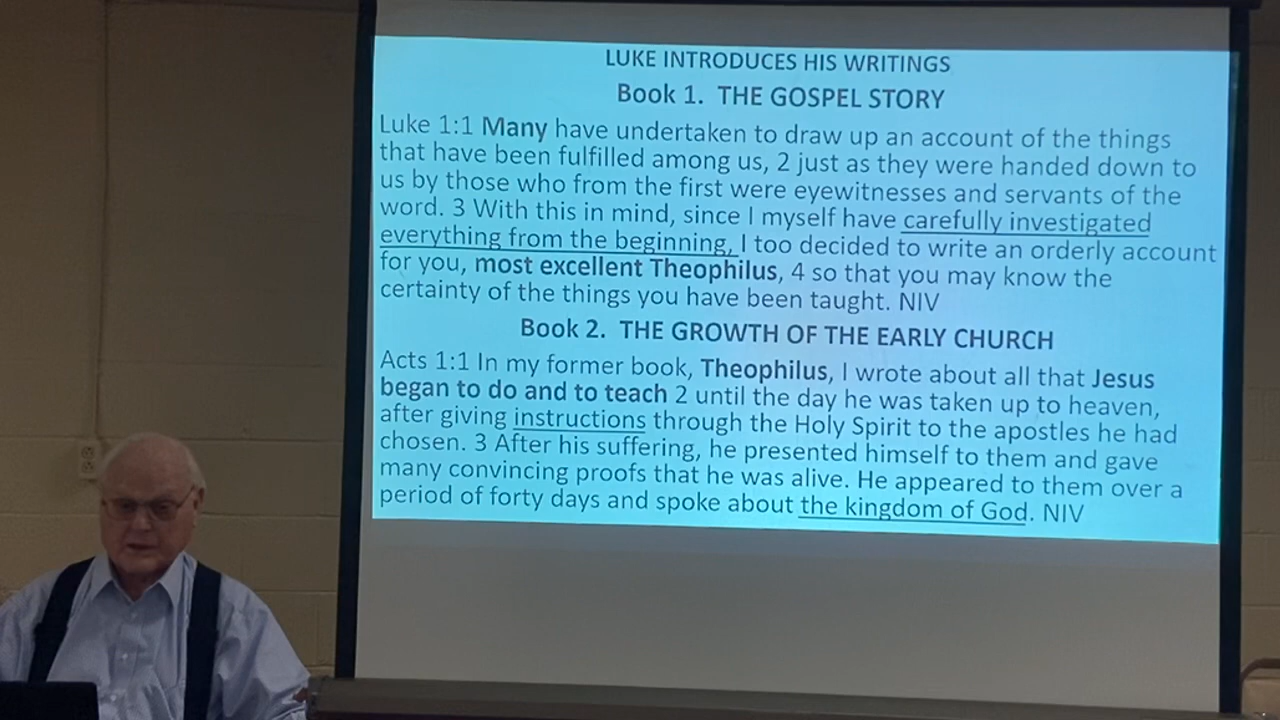 LUKE INTRODUCES HIS WRITINGS
Book 1. THE GOSPEL STORY
Luke 1:1 Many have undertaken to draw up an account of the things
that have been fulfilled among us, 2 just as they were handed down to
us by those who from the first were eyewitnesses and servants of the
word. 3 With this in mind, since I myself have carefully investigated
everything from the beginning, I too decided to write an orderly account
for you, most excellent Theophilus, 4 so that you may know the
certainty of the things you have been taught. NIV
Book 2. THE GROWTH OF THE EARLY CHURCH
Acts 1:1 In my former book, Theophilus, I wrote about all that Jesus
began to do and to teach 2 until the day he was taken up to heaven,
after giving instructions through the Holy Spirit to the apostles he had
chosen. 3 After his suffering, he presented himself to them and gave
many convincing proofs that he was alive. He appeared to them over a
period of forty days and spoke about the kingdom of God. NIV